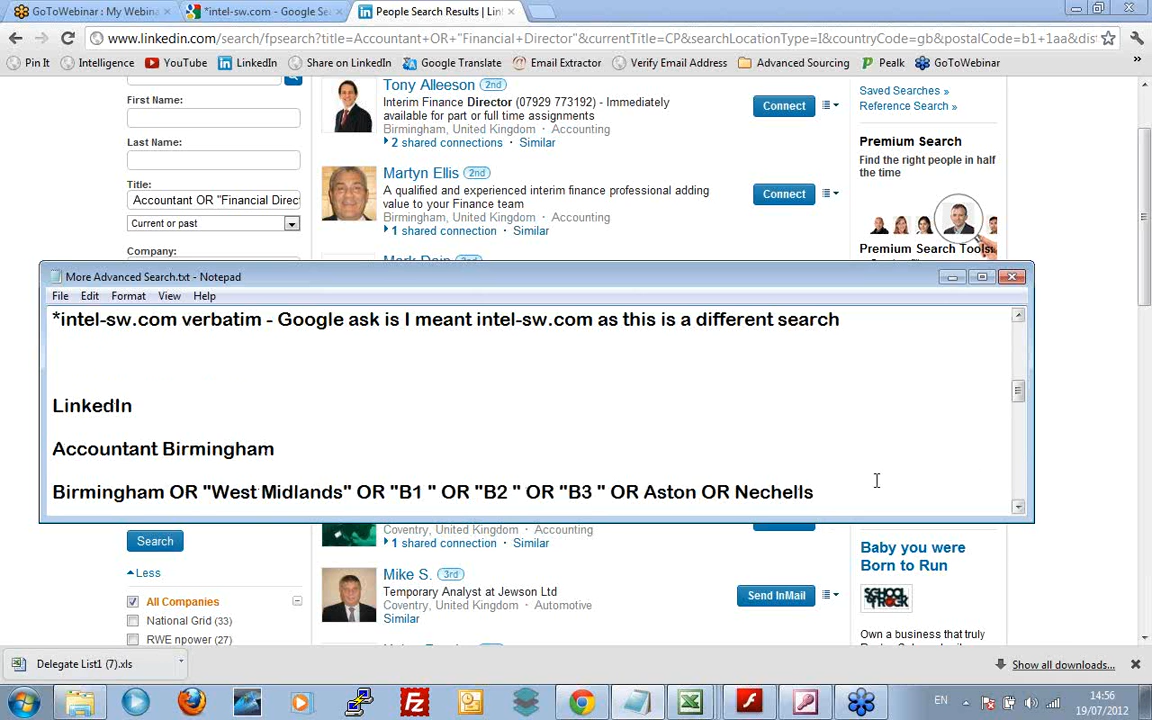 GoToWebinar : My Webina
*intel-sw.com - Google Se
People Search Results | Lin
www.linkedin.com/search/fpsearch?title=Accountant+OR+"Financial+Director"&currentTitle=CP&searchLocationType=I&countryCode=gb&postalCode=b1+1aa&dis
Pin It
Intelligence
YouTube
LinkedIn
Share on LinkedIn
Google Translate
Email Extractor
Verify Email Address
Advanced Sourcing
Pealk
GoToWebinar
»
First Name:
Last Name:
Title:
Accountant OR "Financial Direc
Current or past
Company:
Tony Alleeson 2nd
Interim Finance Director (07929 773192) - Immediately
available for part or full time assignments
Birmingham, United Kingdom • Accounting
2 shared connections • Similar
Connect
Martyn Ellis 2nd
A qualified and experienced interim finance professional adding
value to your Finance team
Birmingham, United Kingdom • Accounting
1 shared connection • Similar
Connect
Saved Searches »
Reference Search »
Premium Search
Find the right people in half
the time
Premium Search Tools:
More Advanced Search.txt - Notepad
File Edit Format View Help
*intel-sw.com verbatim - Google ask is I meant intel-sw.com as this is a different search
LinkedIn
Accountant Birmingham
Birmingham OR "West Midlands" OR "B1 " OR "B2 " OR "B3 " OR Aston OR Nechells
Search
Less
All Companies
National Grid (33)
RWE npower (27)
Coventry, United Kingdom • Accounting
1 shared connection • Similar
Mike S. 3rd
Temporary Analyst at Jewson Ltd
Coventry, United Kingdom • Automotive
Similar
Send InMail
Baby you were
Born to Run
SCHOOL of ROCK
Own a business that truly
Delegate List1 (7).xls
Show all downloads...
EN
14:56
19/07/2012